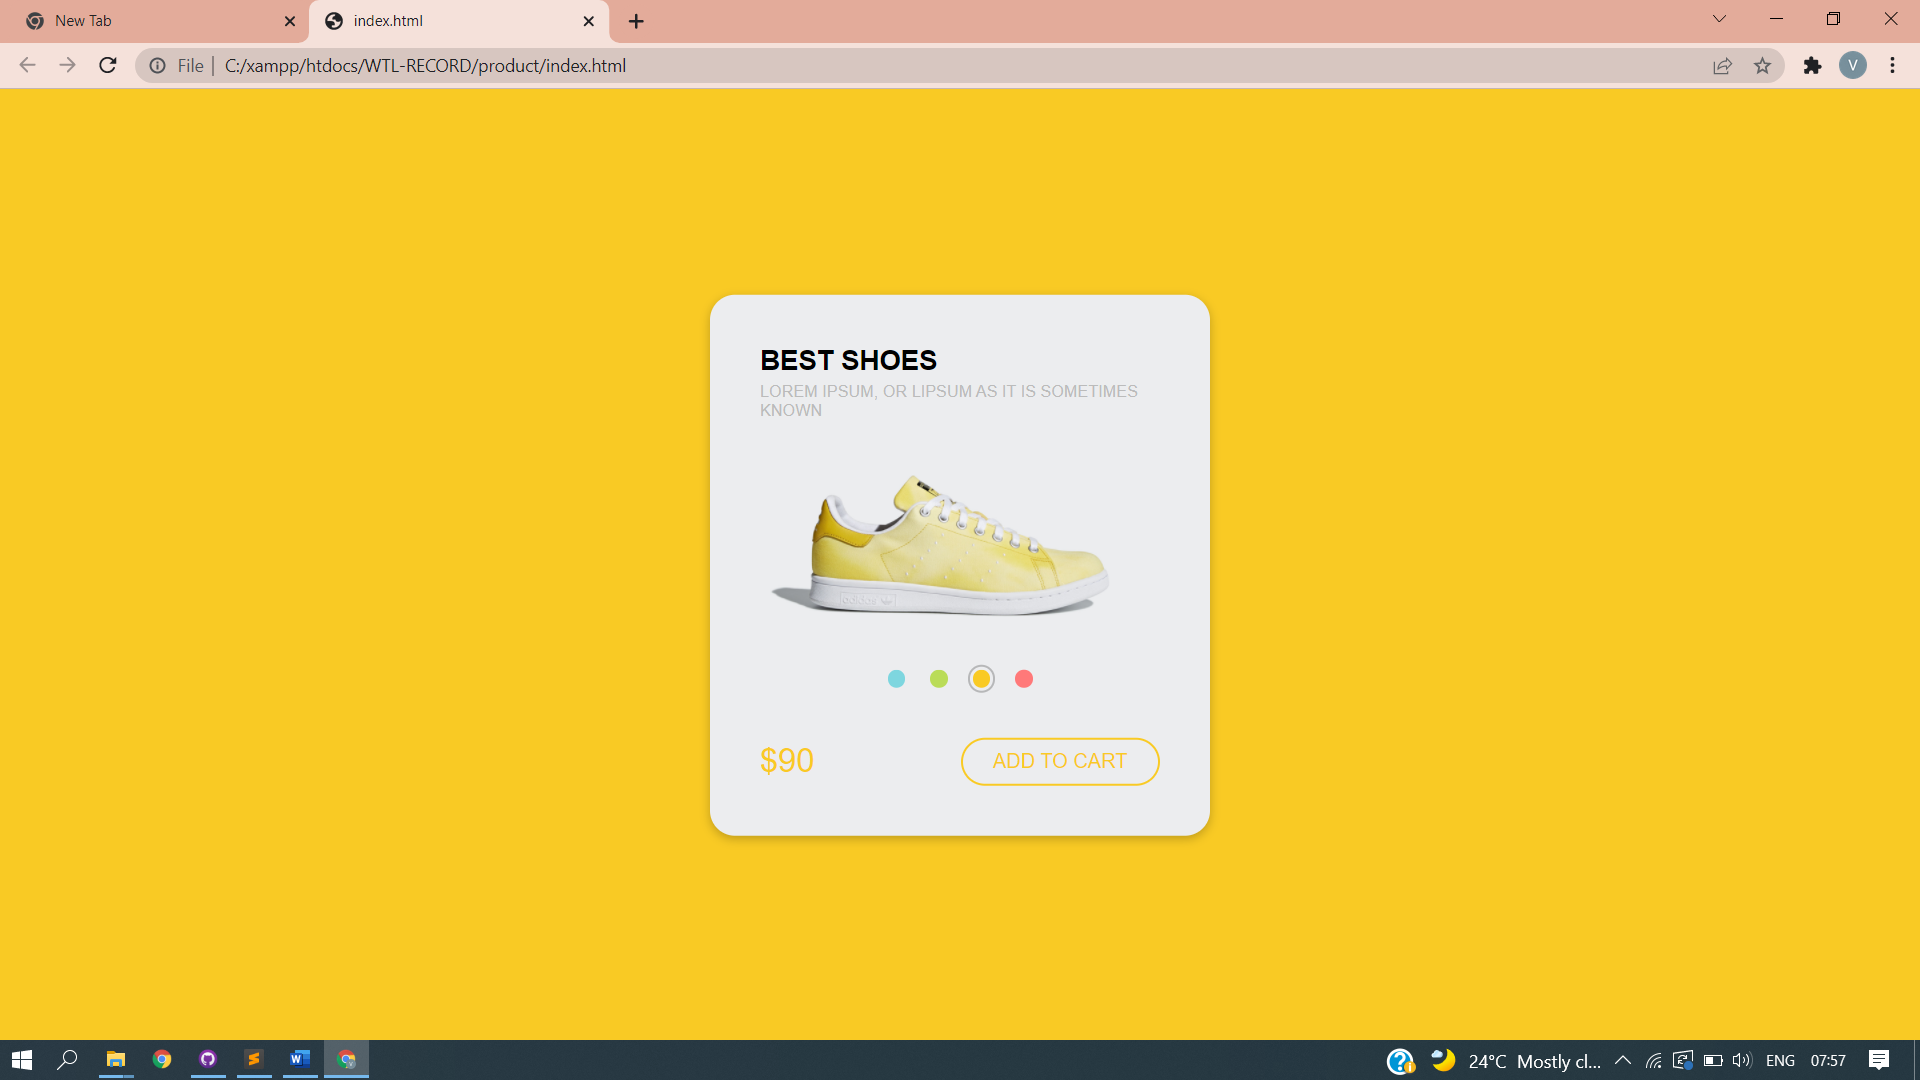 New Tab
index.html
File
C:/xampp/htdocs/WTL-RECORD/product/index.html
V
BEST SHOES
LOREM IPSUM, OR LIPSUM AS IT IS SOMETIMES
KNOWN
adidas
$90
ADD TO CART
24°C Mostly cl...
ENG
07:57